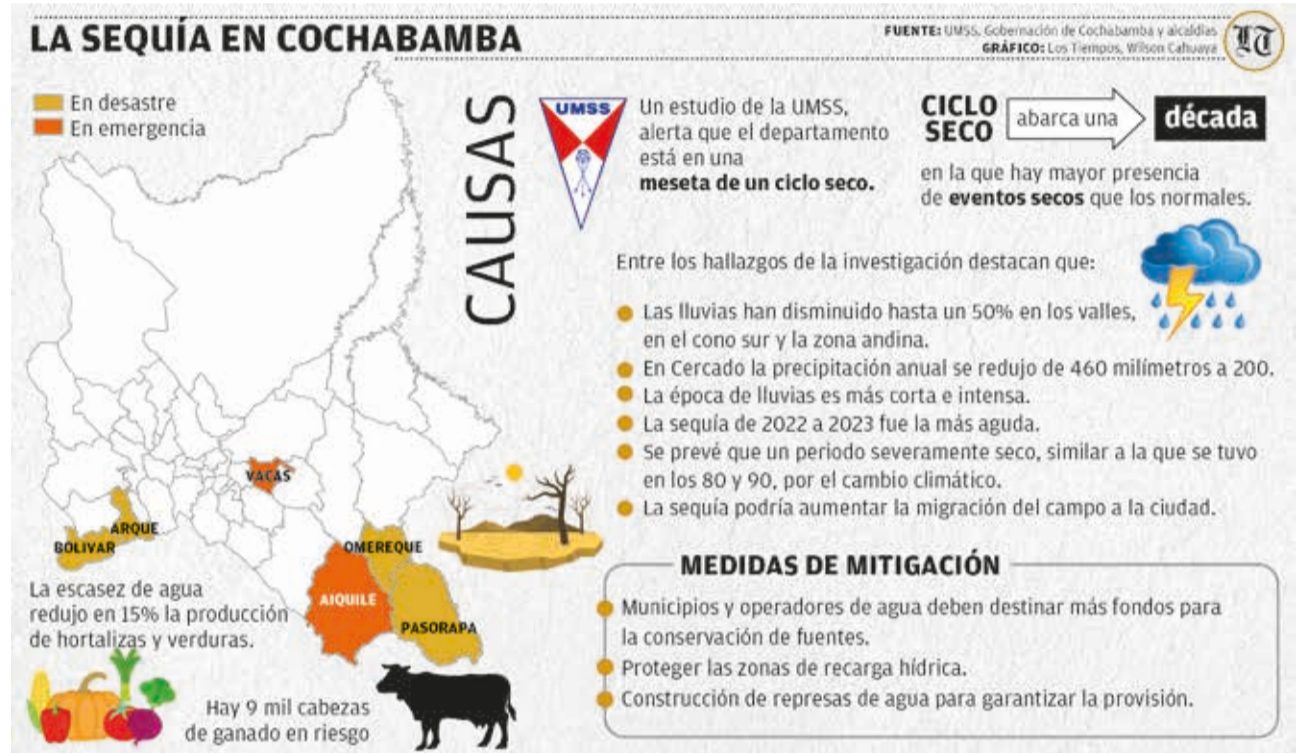 LA SEQUÍA EN COCHABAMBA
FUENTE: UMSS, Gobernación de Cochabamba y alcaldías
GRÁFICO: Los Tiempos, Wilson Cahuaya
LT
En desastre
En emergencia
VACAS
ARQUE
BOLIVAR
OMEREQUE
AIQUILE
PASORAPA
La escasez de agua
redujo en 15% la producción
de hortalizas y verduras.
Hay 9 mil cabezas
de ganado en riesgo
CAUSAS
UMSS
Un estudio de la UMSS,
alerta que el departamento
está en una
meseta de un ciclo seco.
CICLO
SECO
abarca una
década
en la que hay mayor presencia
de eventos secos que los normales.
Entre los hallazgos de la investigación destacan que:
Las lluvias han disminuido hasta un 50% en los valles,
en el cono sur y la zona andina.
En Cercado la precipitación anual se redujo de 460 milímetros a 200.
La época de lluvias es más corta e intensa.
La sequía de 2022 a 2023 fue la más aguda.
Se prevé que un periodo severamente seco, similar a la que se tuvo
en los 80 y 90, por el cambio climático.
La sequía podría aumentar la migración del campo a la ciudad.
MEDIDAS DE MITIGACIÓN
Municipios y operadores de agua deben destinar más fondos para
la conservación de fuentes.
Proteger las zonas de recarga hídrica.
Construcción de represas de agua para garantizar la provisión.